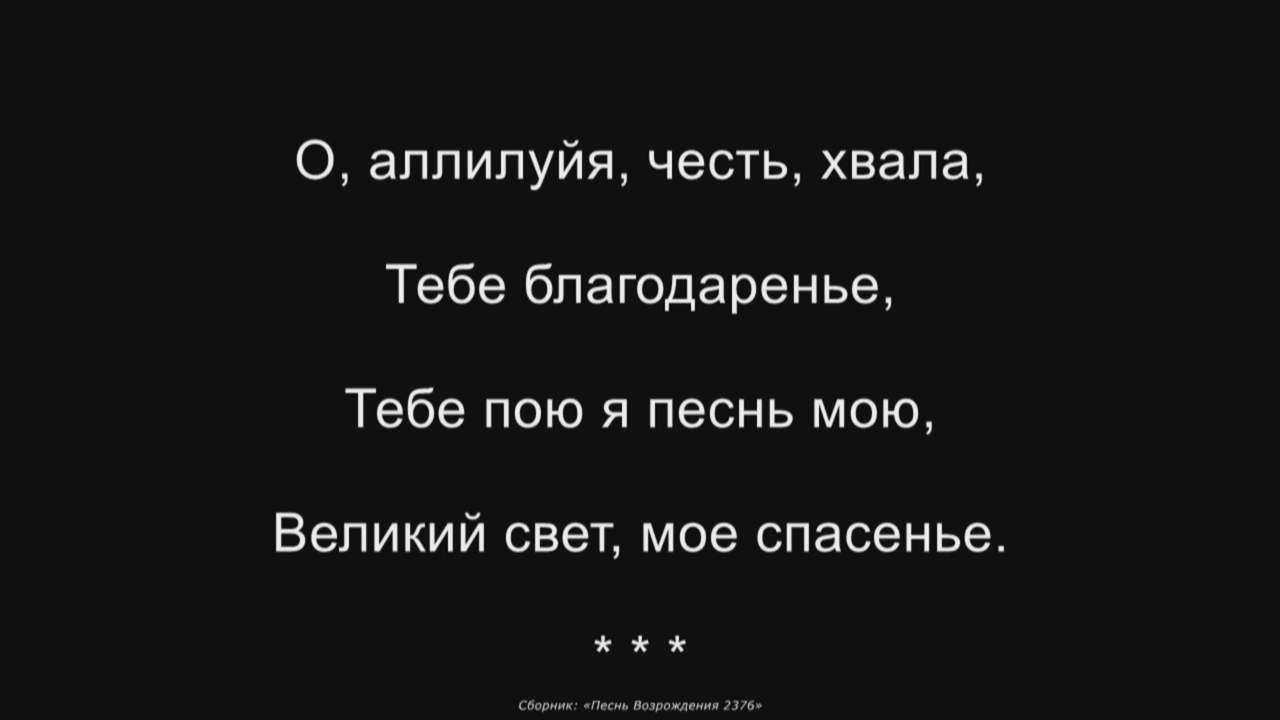 О, аллилуйя, честь, хвала,
Тебе благодаренье,
Тебе пою я песнь мою,
Великий свет, мое спасенье.
* * *
Сборник: «Песнь Возрождения 2376»